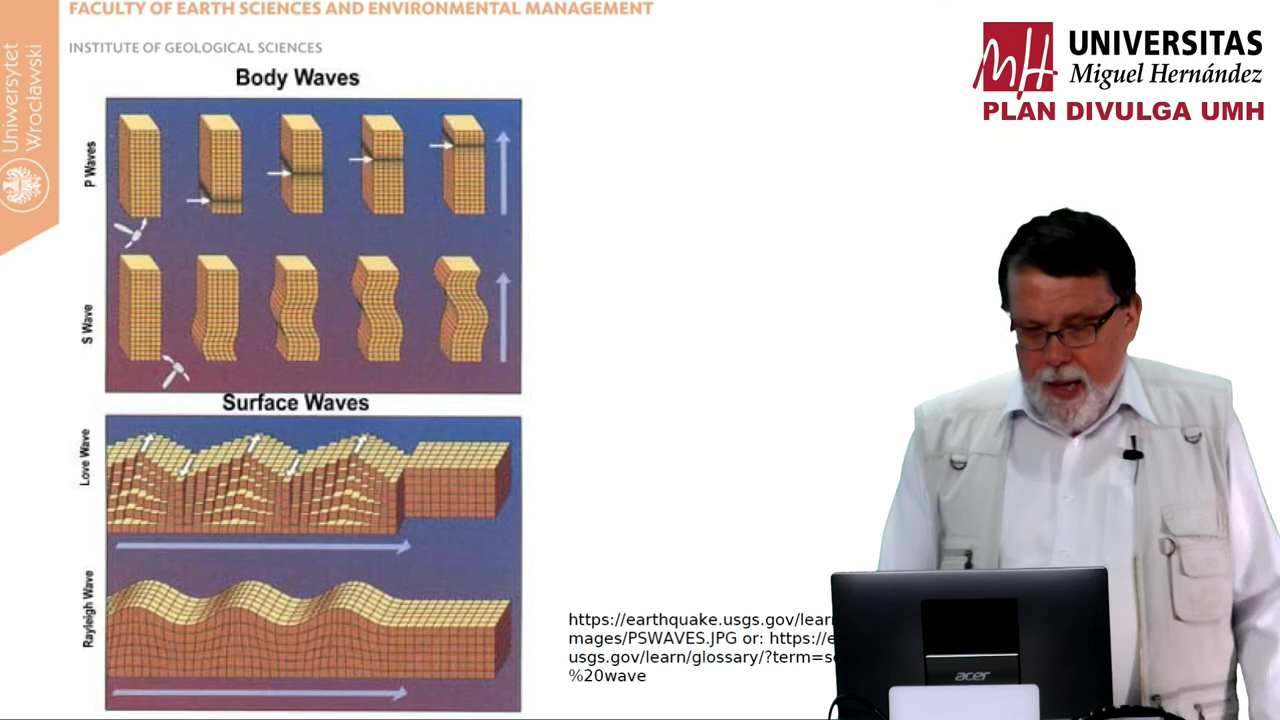 FACULTY OF EARTH SCIENCES AND ENVIRONMENTAL MANAGEMENT
INSTITUTE OF GEOLOGICAL SCIENCES
Uniwersytet
Wrocławski
UNIVERSITAS
Miguel Hernández
PLAN DIVULGA UMH
Body Waves
P Waves
S Wave
Surface Waves
Love Wave
Rayleigh Wave
https://earthquake.usgs.gov/lear
mages/PSWAVES.JPG or: https://e
usgs.gov/learn/glossary/?term=s
%20wave
acer